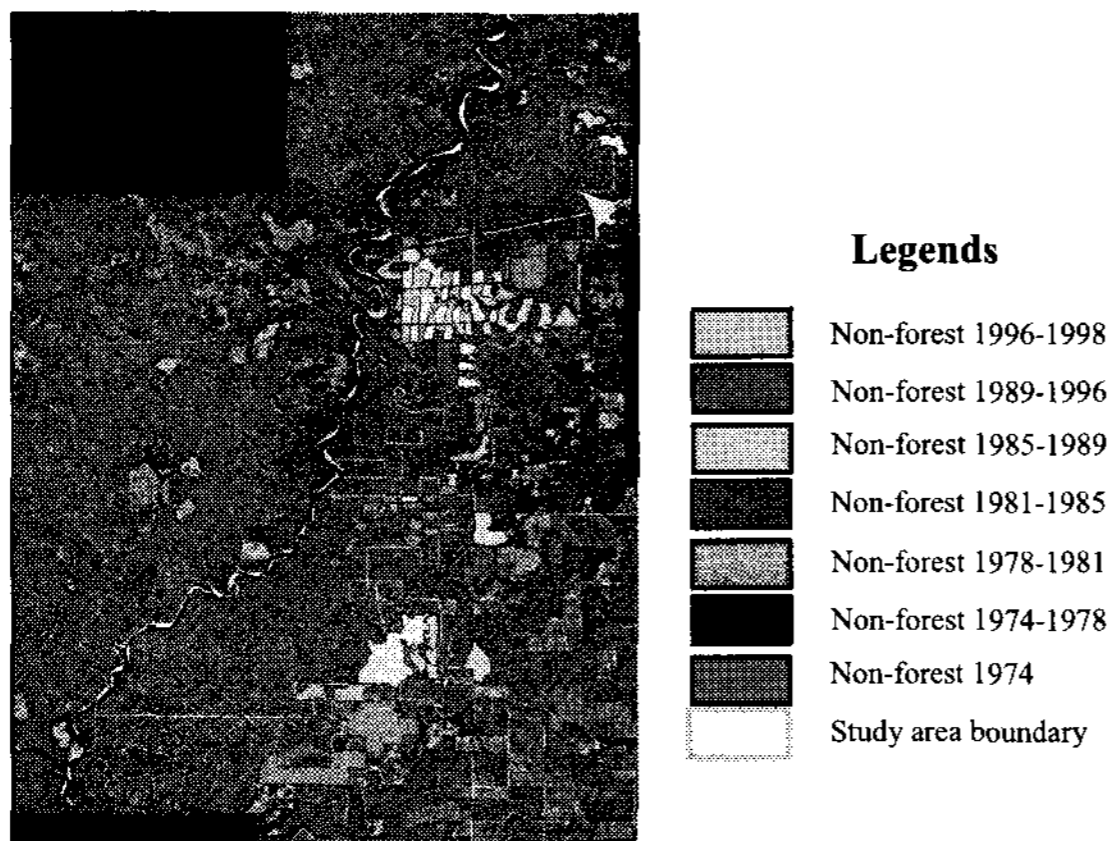 Legends
Non-forest 1996-1998
Non-forest 1989-1996
Non-forest 1985-1989
Non-forest 1981-1985
Non-forest 1978-1981
Non-forest 1974-1978
Non-forest 1974
Study area boundary